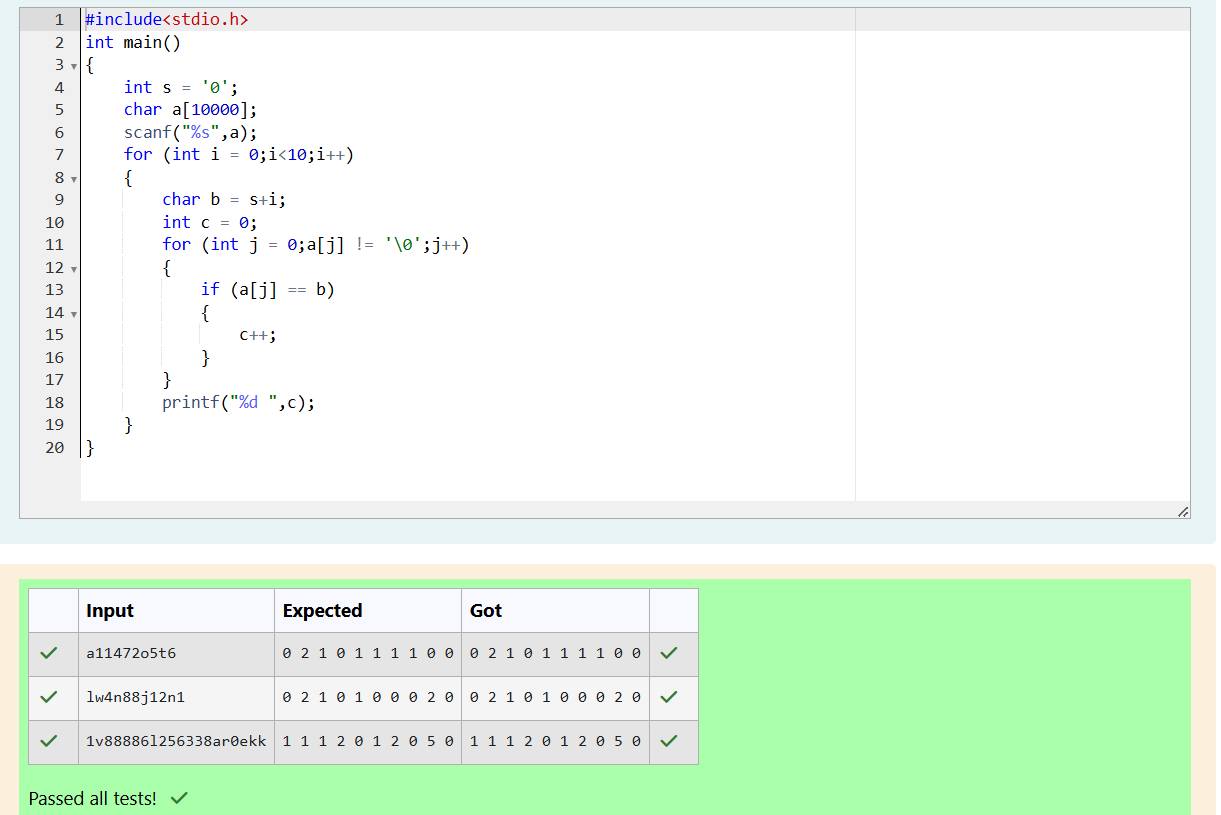 1 #include<stdio.h>
2 int main()
3 {
4     int s = '0';
5     char a[10000];
6     scanf("%s",a);
7     for (int i = 0;i<10;i++)
8     {
9         char b = s+i;
10         int c = 0;
11         for (int j = 0;a[j] != '\0';j++)
12         {
13             if (a[j] == b)
14             {
15                 c++;
16             }
17         }
18         printf("%d ",c);
19     }
20 }
Input Expected Got
a11472o5t6 0 2 1 0 1 1 1 1 0 0 0 2 1 0 1 1 1 1 0 0
lw4n88j12n1 0 2 1 0 1 0 0 0 2 0 0 2 1 0 1 0 0 0 2 0
1v88886l256338ar0ekk 1 1 1 2 0 1 2 0 5 0 1 1 1 2 0 1 2 0 5 0
Passed all tests!